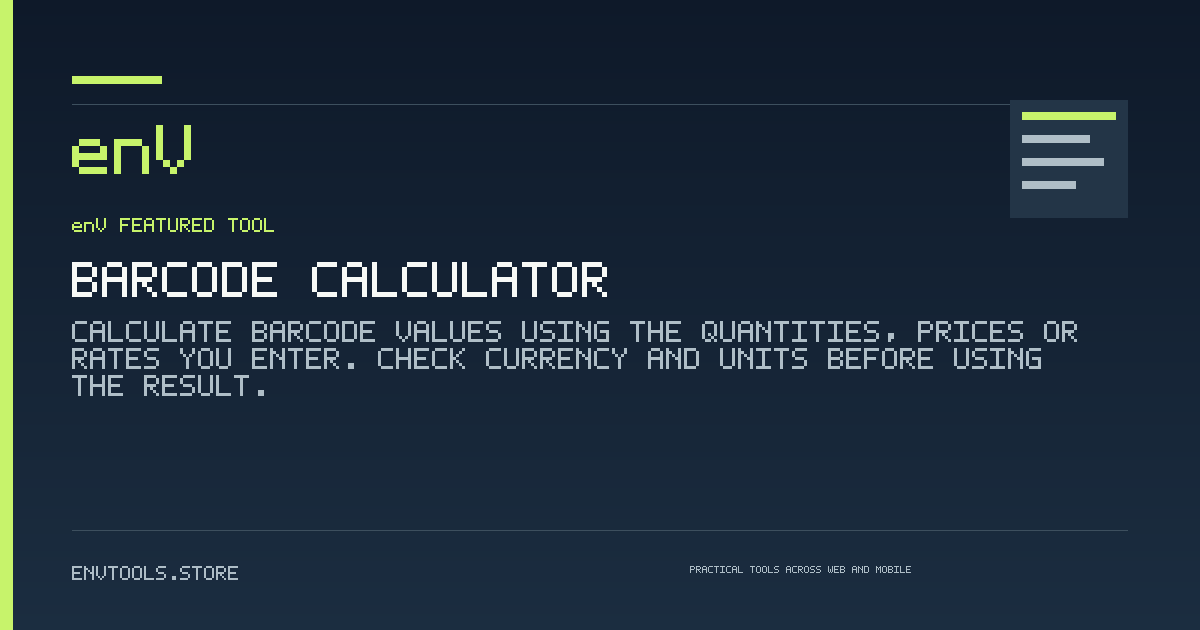 enV
enV FEATURED TOOL
BARCODE CALCULATOR
CALCULATE BARCODE VALUES USING THE QUANTITIES, PRICES OR
RATES YOU ENTER. CHECK CURRENCY AND UNITS BEFORE USING
THE RESULT.
ENVTOOLS.STORE
PRACTICAL TOOLS ACROSS WEB AND MOBILE